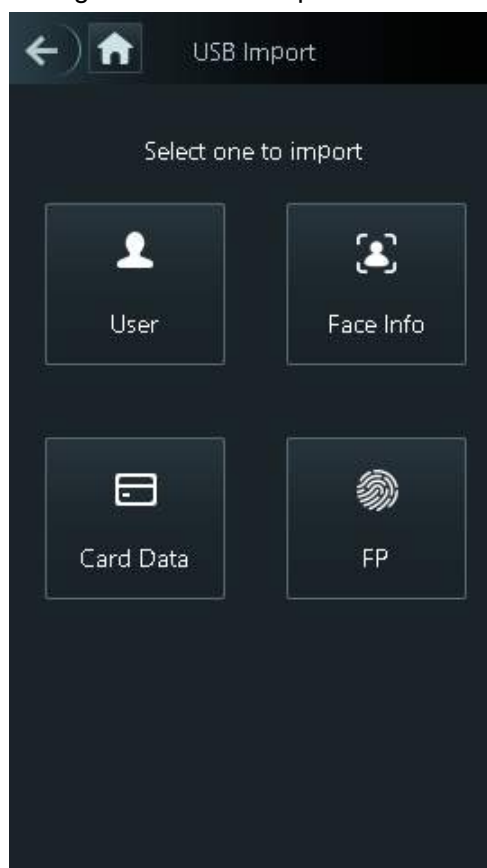 USB Import
Select one to import
User
Face Info
Card Data
FP